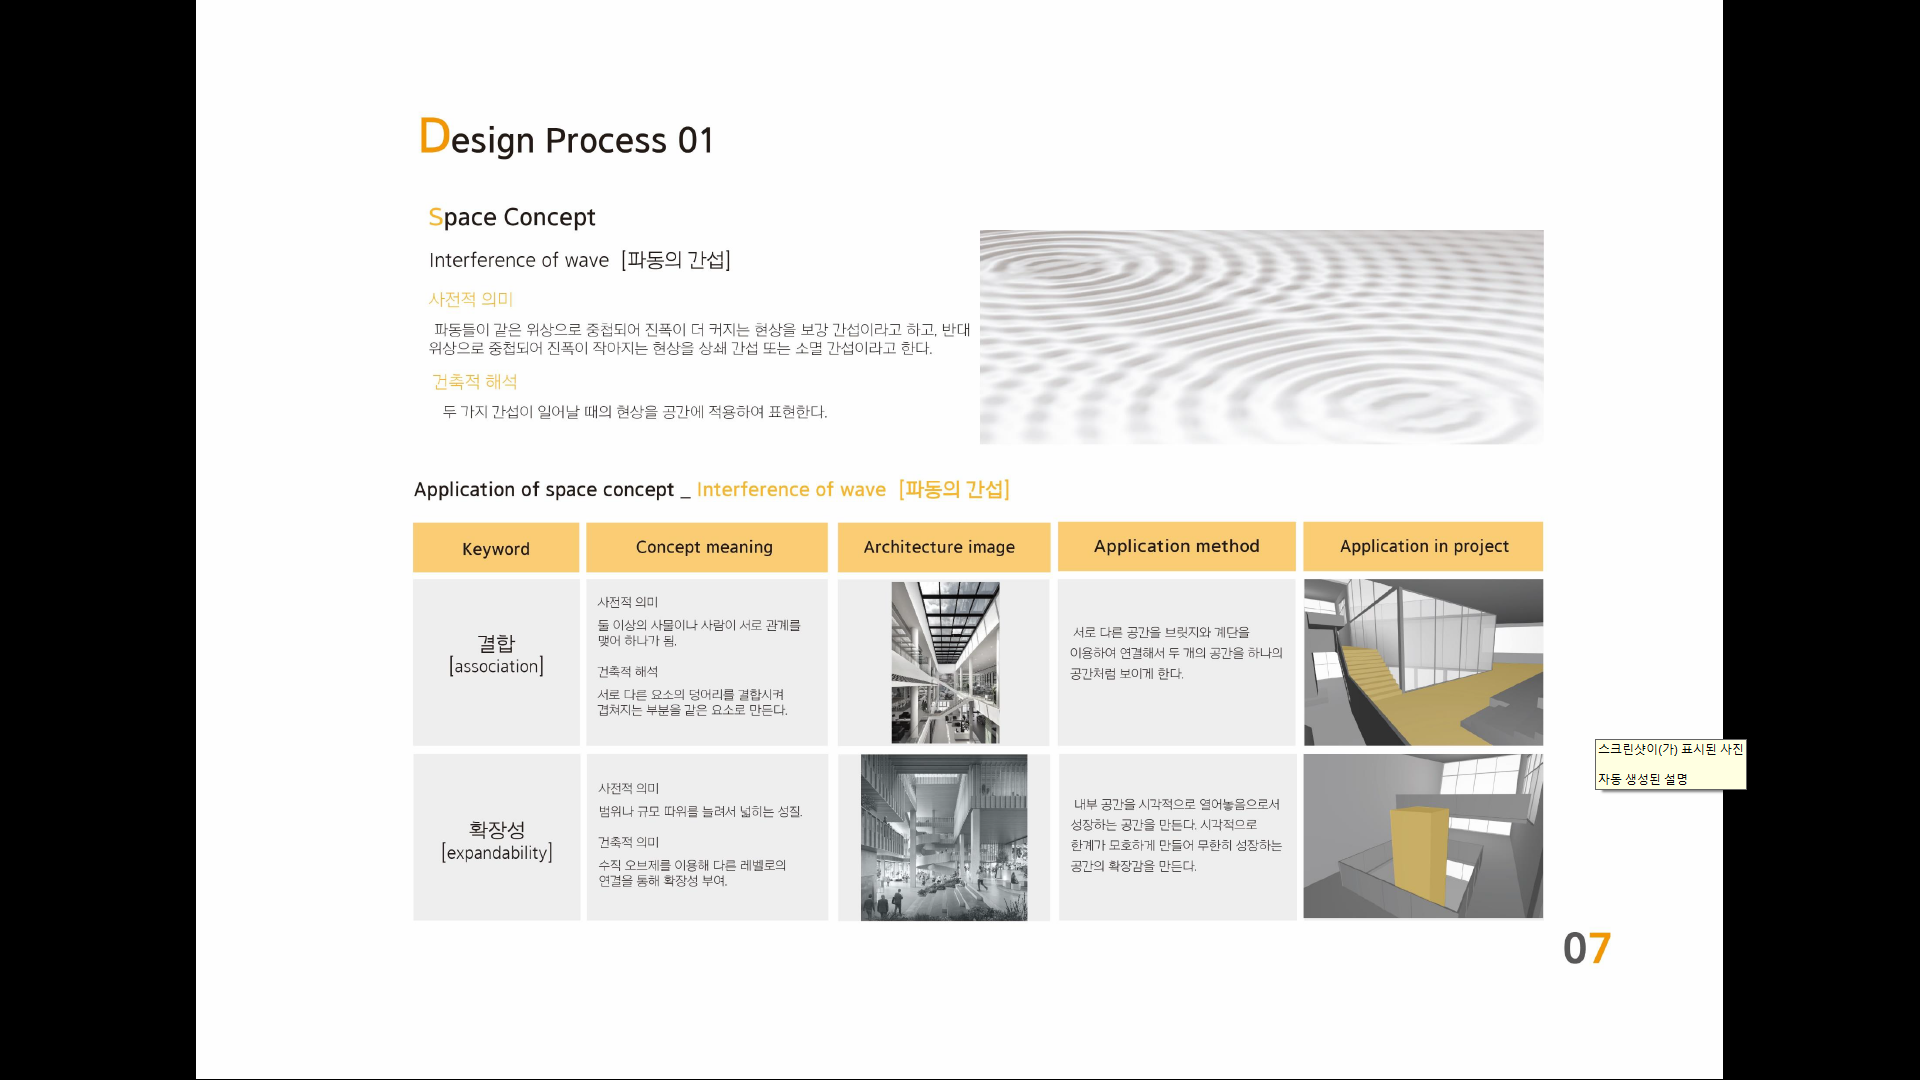 Design Process 01
Space Concept
Interference of wave [파동의 간섭]
사전적 의미
파동들이 같은 위상으로 중첩되어 진폭이 더 커지는 현상을 보강 간섭이라고 하고, 반대
위상으로 중첩되어 진폭이 작아지는 현상을 상쇄 간섭 또는 소멸 간섭이라고 한다.
건축적 해석
두 가지 간섭이 일어날 때의 현상을 공간에 적용하여 표현한다.
Application of space concept _ Interference of wave [파동의 간섭]
Keyword
Concept meaning
Architecture image
Application method
Application in project
결합
[association]
사전적 의미
둘 이상의 사물이나 사람이 서로 관계를
맺어 하나가 됨.
건축적 해석
서로 다른 요소의 덩어리를 결합시켜
겹쳐지는 부분을 같은 요소로 만든다.
서로 다른 공간을 브릿지와 계단을
이용하여 연결해서 두 개의 공간을 하나의
공간처럼 보이게 한다.
확장성
[expandability]
사전적 의미
범위나 규모 따위를 늘려서 넓히는 성질.
건축적 의미
수직 오브제를 이용해 다른 레벨로의
연결을 통해 확장성 부여.
내부 공간을 시각적으로 열어놓음으로서
성장하는 공간을 만든다. 시각적으로
한계가 모호하게 만들어 무한히 성장하는
공간의 확장감을 만든다.
스크린샷이(가) 표시된 사진
자동 생성된 설명
07